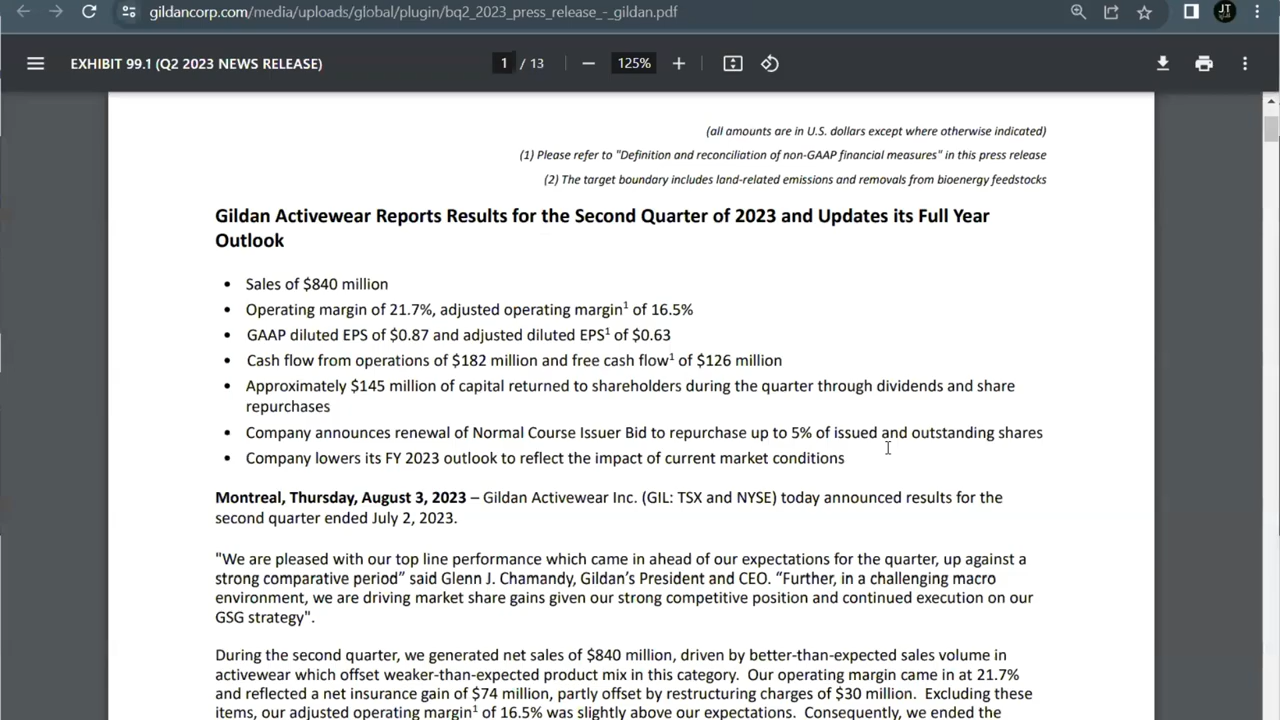 gildancorp.com/media/uploads/global/plugin/bq2_2023_press_release_-_gildan.pdf
JT
EXHIBIT 99.1 (Q2 2023 NEWS RELEASE)
1 / 13
125%
(all amounts are in U.S. dollars except where otherwise indicated)
(1) Please refer to "Definition and reconciliation of non-GAAP financial measures" in this press release
(2) The target boundary includes land-related emissions and removals from bioenergy feedstocks
Gildan Activewear Reports Results for the Second Quarter of 2023 and Updates its Full Year
Outlook
• Sales of $840 million
• Operating margin of 21.7%, adjusted operating margin¹ of 16.5%
• GAAP diluted EPS of $0.87 and adjusted diluted EPS¹ of $0.63
• Cash flow from operations of $182 million and free cash flow¹ of $126 million
• Approximately $145 million of capital returned to shareholders during the quarter through dividends and share
repurchases
• Company announces renewal of Normal Course Issuer Bid to repurchase up to 5% of issued and outstanding shares
• Company lowers its FY 2023 outlook to reflect the impact of current market conditions
Montreal, Thursday, August 3, 2023 – Gildan Activewear Inc. (GIL: TSX and NYSE) today announced results for the
second quarter ended July 2, 2023.
"We are pleased with our top line performance which came in ahead of our expectations for the quarter, up against a
strong comparative period” said Glenn J. Chamandy, Gildan’s President and CEO. “Further, in a challenging macro
environment, we are driving market share gains given our strong competitive position and continued execution on our
GSG strategy".
During the second quarter, we generated net sales of $840 million, driven by better-than-expected sales volume in
activewear which offset weaker-than-expected product mix in this category. Our operating margin came in at 21.7%
and reflected a net insurance gain of $74 million, partly offset by restructuring charges of $30 million. Excluding these
items, our adjusted operating margin¹ of 16.5% was slightly above our expectations. Consequently, we ended the